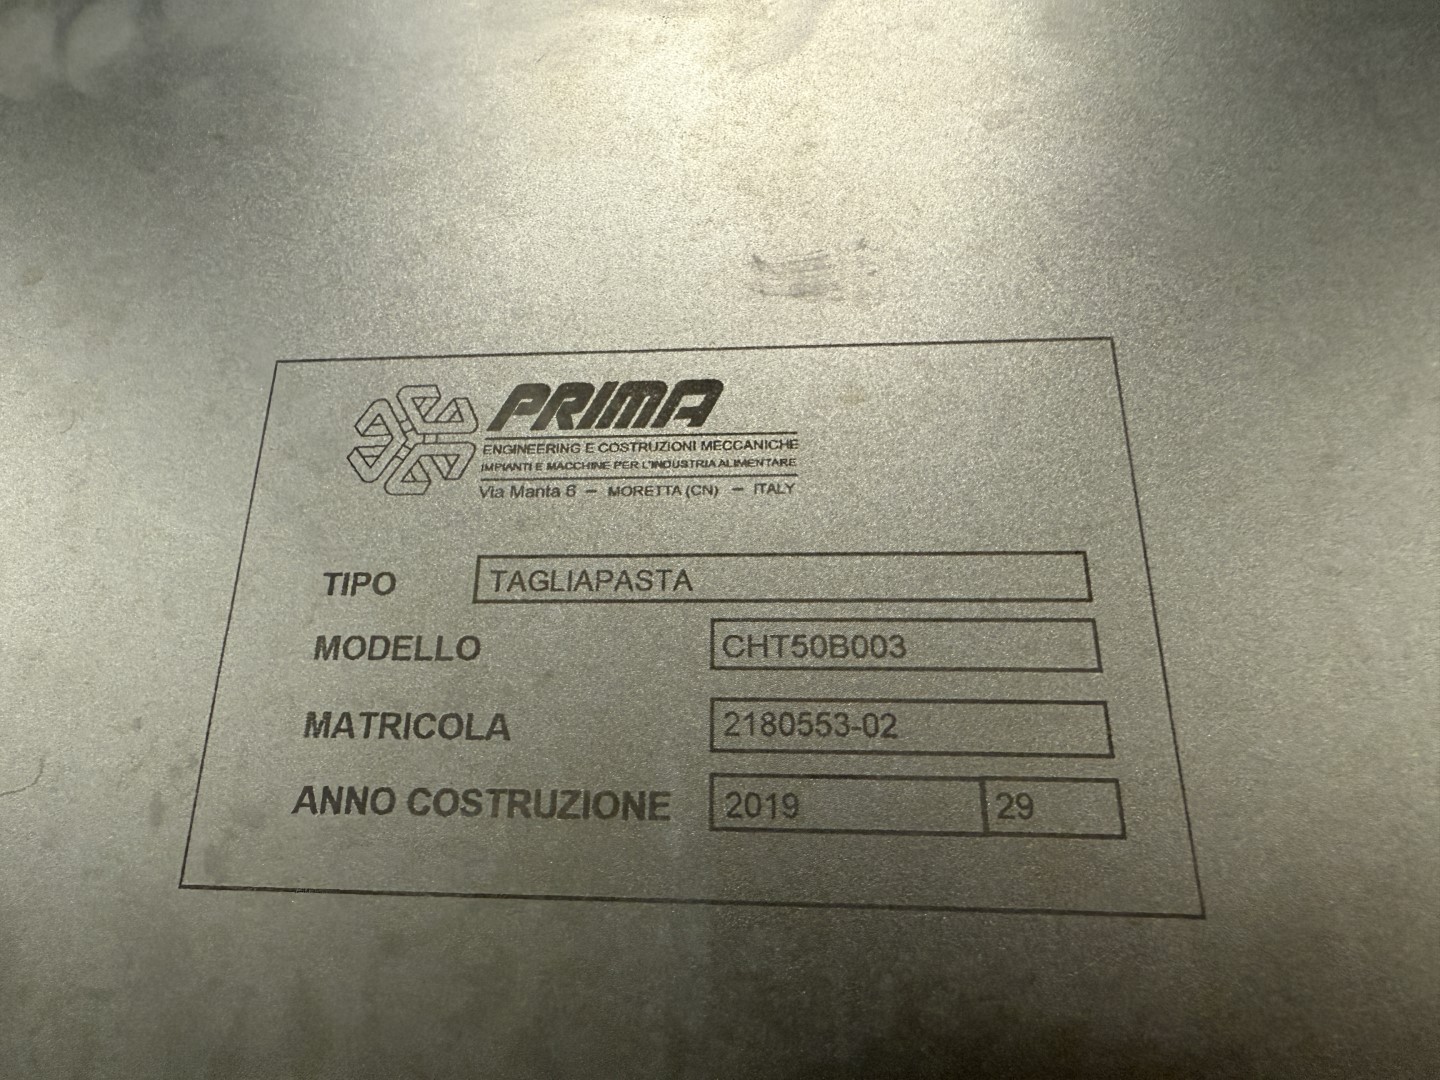 PRIMA
ENGINEERING E COSTRUZIONI MECCANICHE
IMPIANTI E MACCHINE PER L'INDUSTRIA ALIMENTARE
Via Manta 6 – MORETTA (CN) – ITALY
TIPO TAGLIAPASTA
MODELLO CHT50B003
MATRICOLA 2180553-02
ANNO COSTRUZIONE 2019 29